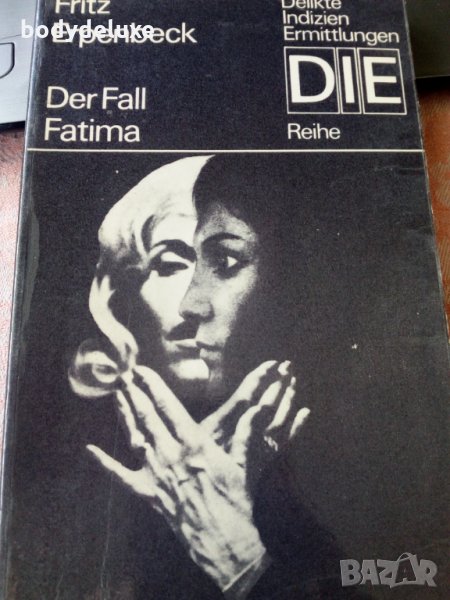 bodydeluxe
Fritz
Erpenbeck
Delikte
Indizien
Ermittlungen
DIE
Der Fall
Fatima
Reihe
BAZAR